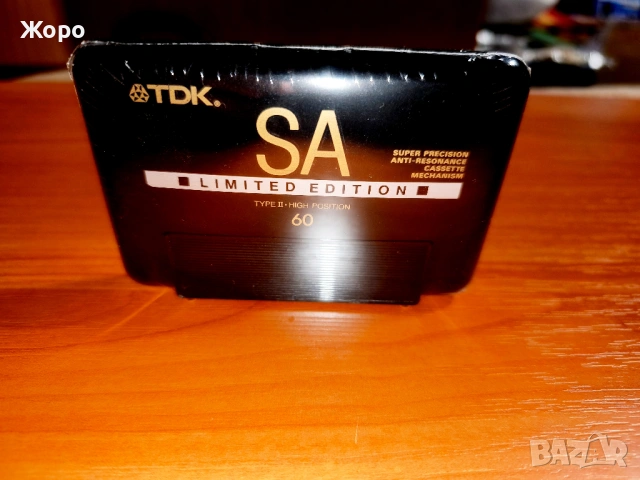 Жоро
TDK.
SA
SUPER PRECISION
ANTI-RESONANCE
CASSETTE
MECHANISM
LIMITED EDITION
TYPE II • HIGH POSITION
60
BAZAR